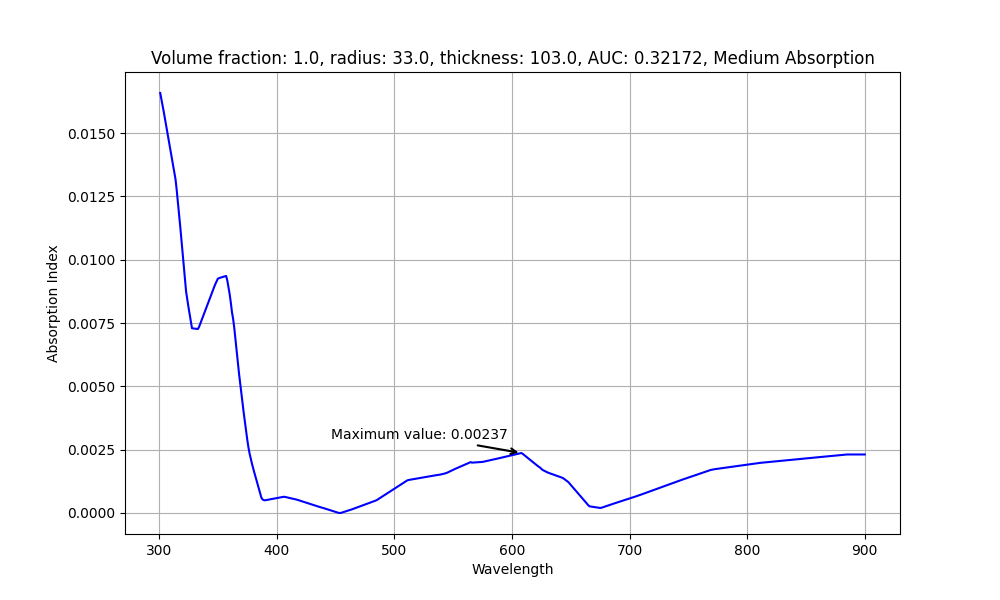 Volume fraction: 1.0, radius: 33.0, thickness: 103.0, AUC: 0.32172, Medium Absorption
Absorption Index
0.0150
0.0125
0.0100
0.0075
0.0050
0.0025
0.0000
Maximum value: 0.00237
300 400 500 600 700 800 900
Wavelength